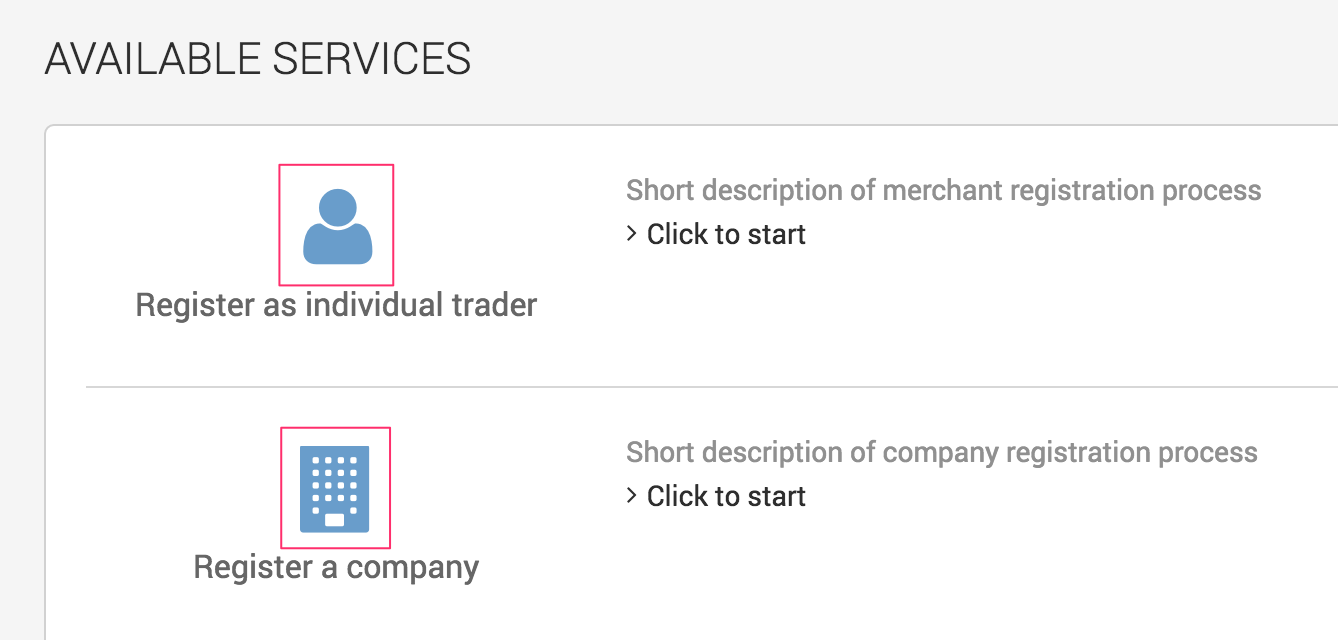 AVAILABLE SERVICES
Register as individual trader
Short description of merchant registration process
> Click to start
Register a company
Short description of company registration process
> Click to start